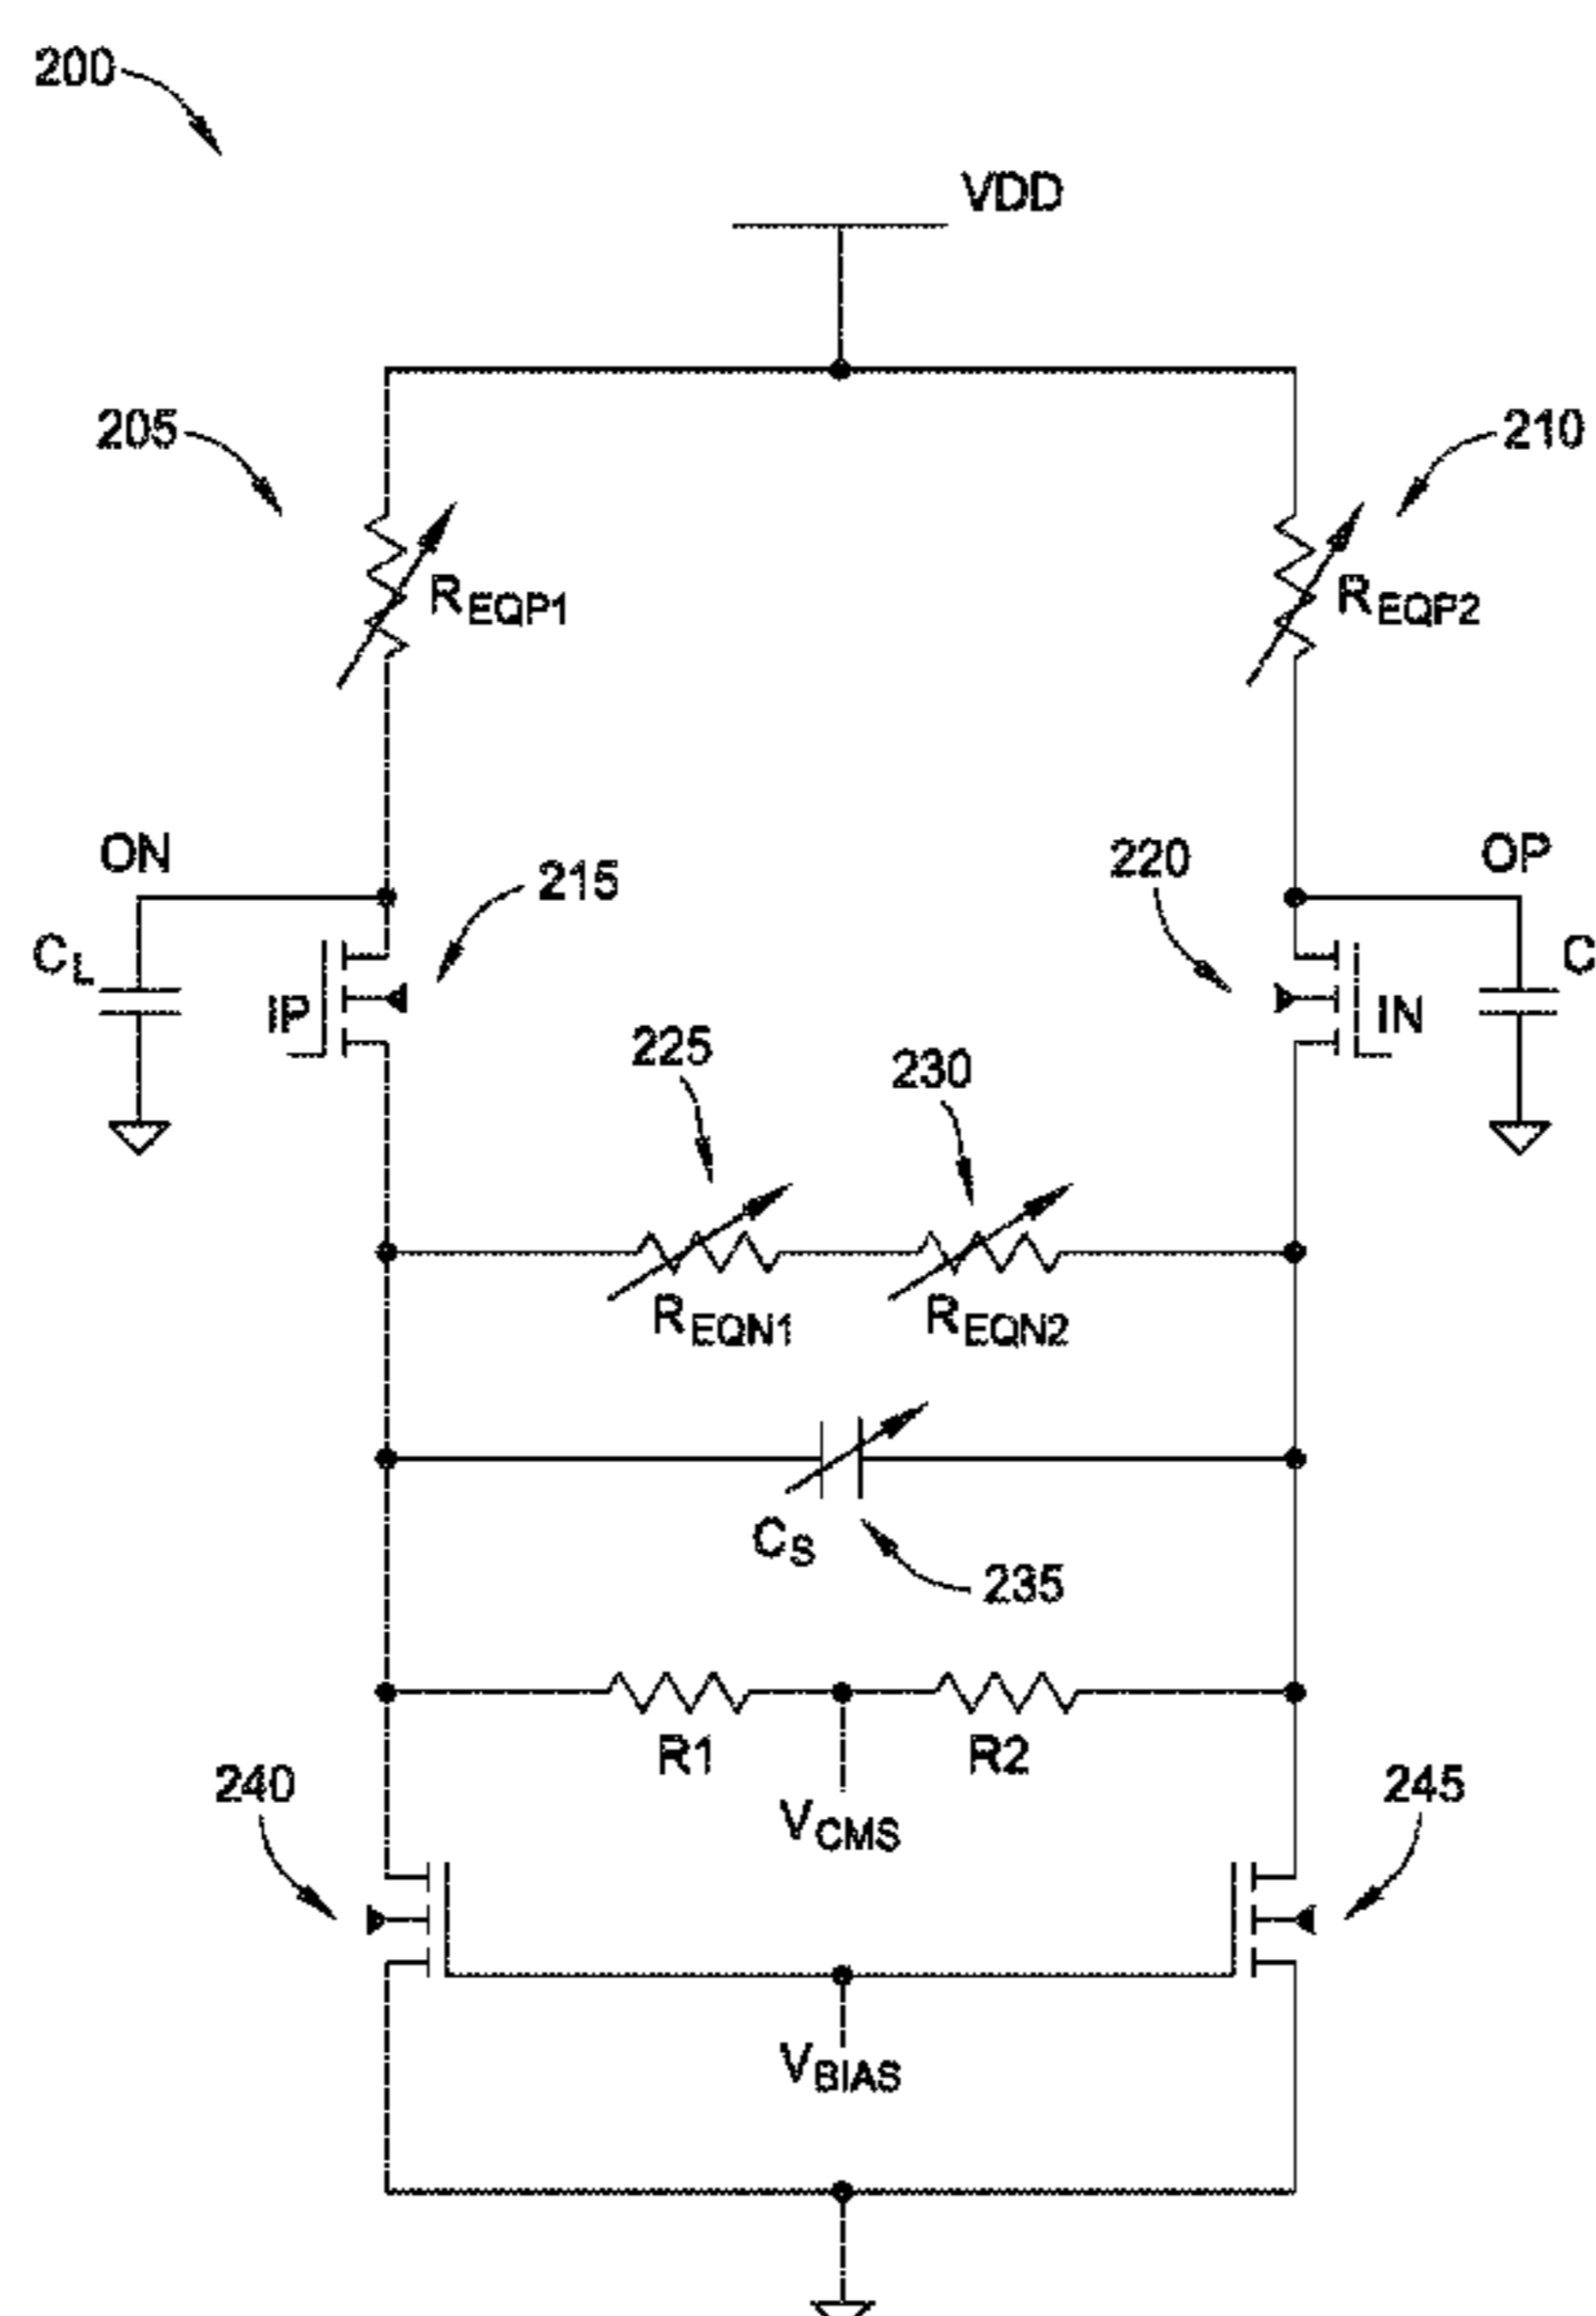 200
VDD
205
210
REQP1
REQP2
ON
OP
215
220
CL
IP
IN
C
225
230
REQN1
REQN2
CS
235
R1
R2
240
245
VCMS
VBIAS